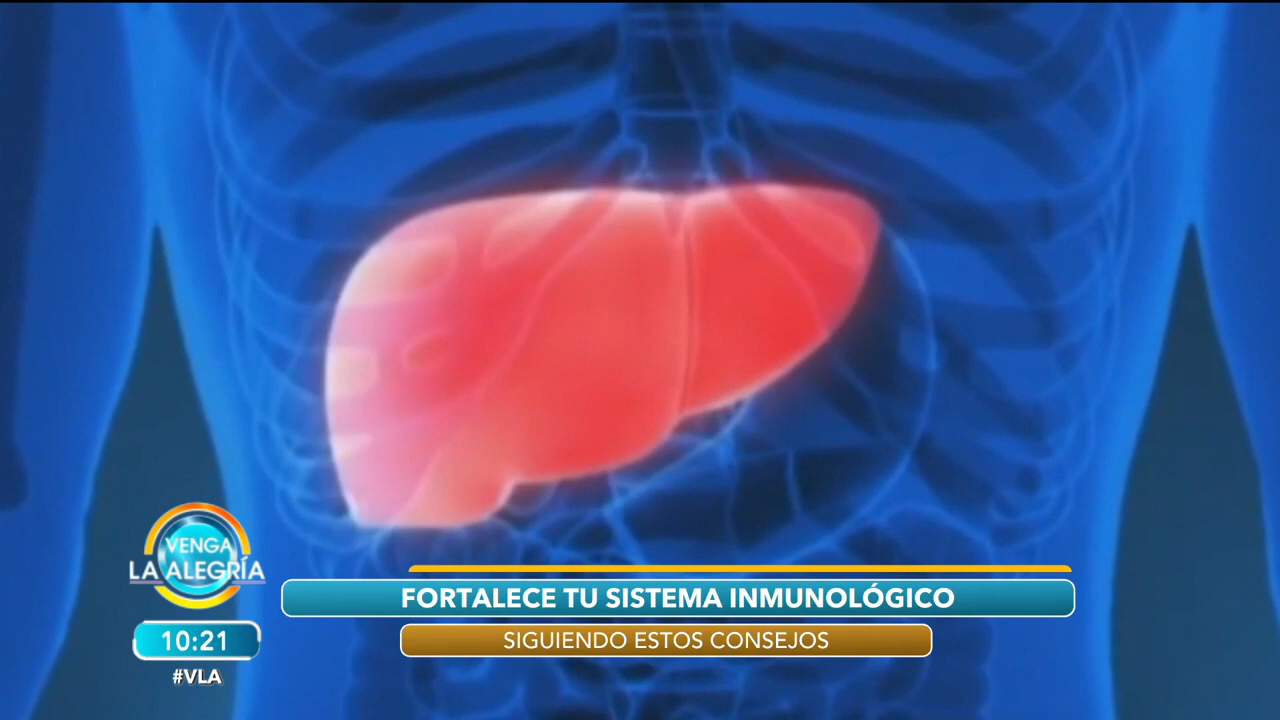 VENGA
LA ALEGRÍA
FORTALECE TU SISTEMA INMUNOLÓGICO
10:21
SIGUIENDO ESTOS CONSEJOS
#VLA